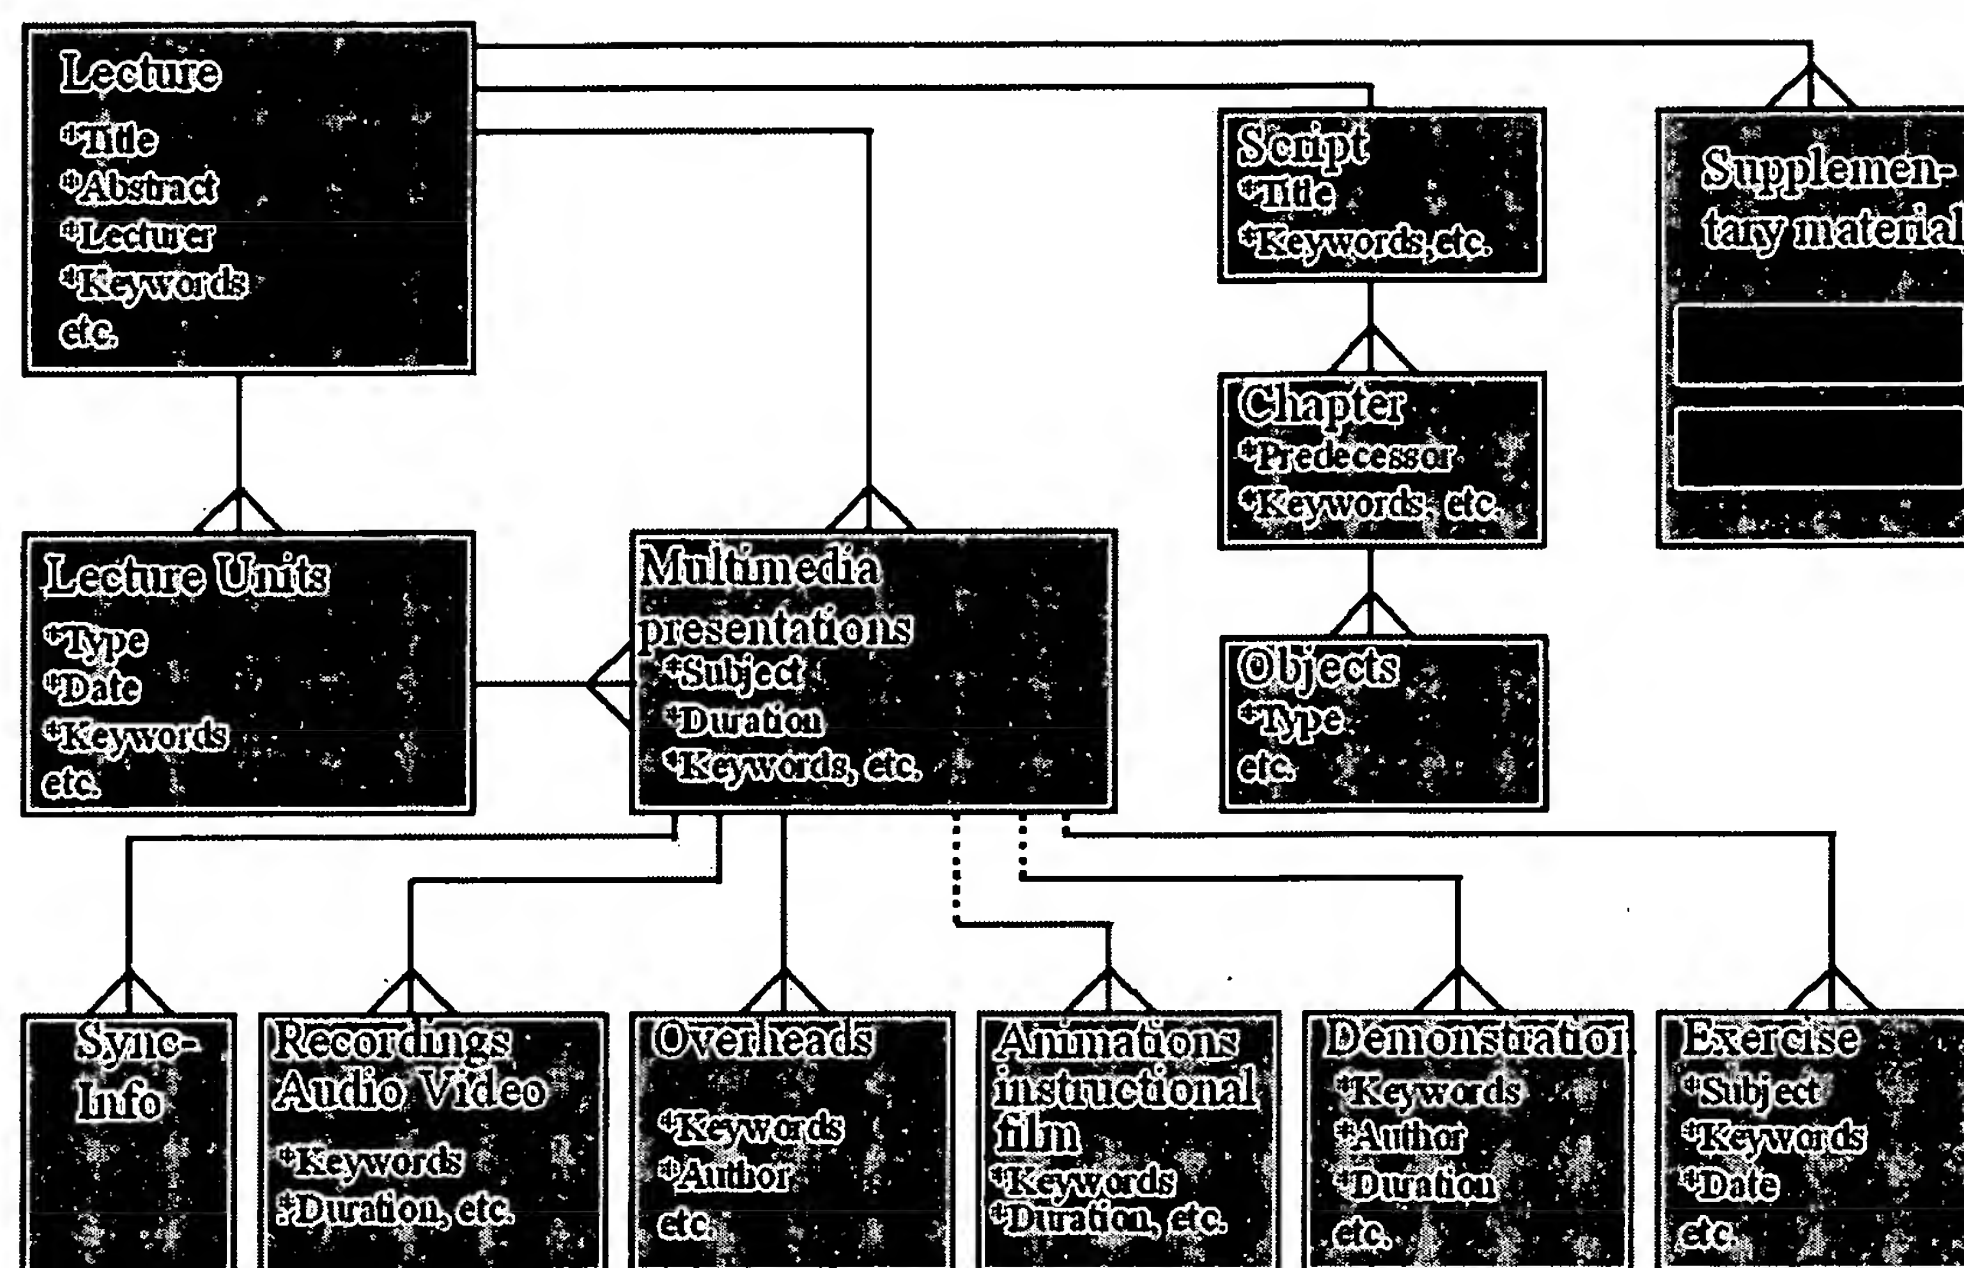 Lecture
*Title
*Abstract
*Lecturer
*Keywords
etc.
Script
*Title
*Keywords,etc.
Supplemen-
tary material
Chapter
*Predecessor
*Keywords, etc.
Lecture Units
*Type
*Date
*Keywords
etc.
Multimedia
presentations
*Subject
*Duration
*Keywords, etc.
Objects
*Type
etc.
Sync-
Info
Recordings
Audio Video
*Keywords
*Duration, etc.
Overheads
*Keywords
*Author
etc.
Animations
instructional
film
*Keywords
*Duration, etc.
Demonstration
*Keywords
*Author
*Duration
etc.
Exercise
*Subject
*Keywords
*Date
etc.